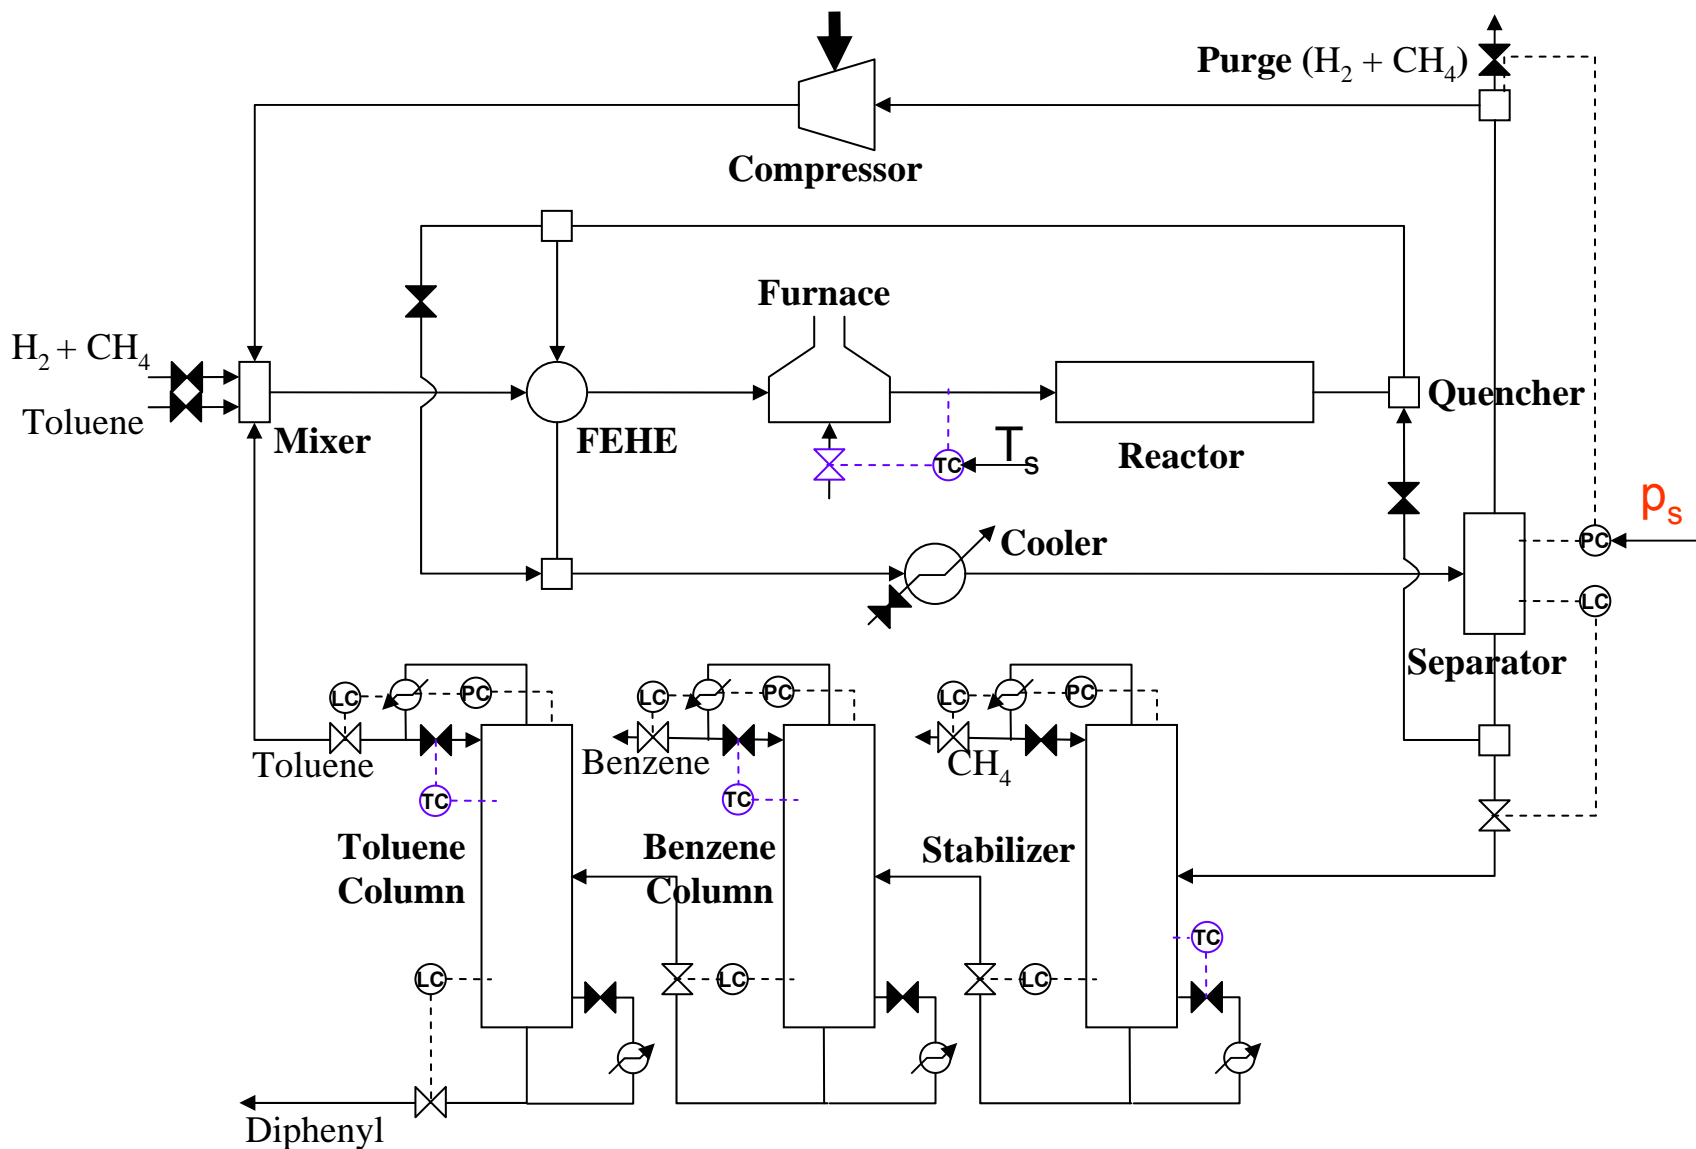 Purge (H2 + CH4)
Compressor
Furnace
H2 + CH4
Toluene
Mixer
FEHE
TC
Ts
Reactor
Quencher
ps
PC
Cooler
LC
Separator
LC
PC
LC
PC
LC
PC
Toluene
Benzene
CH4
TC
TC
Toluene
Column
Benzene
Column
Stabilizer
TC
LC
LC
LC
Diphenyl